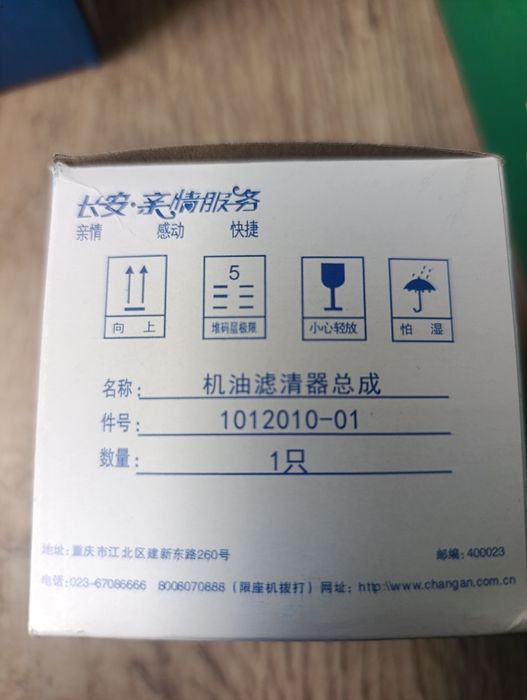 长安·亲情服务
亲情 感动 快捷
5
向上 堆码层极限 小心轻放 怕湿
名称: 机油滤清器总成
件号: 1012010-01
数量: 1只
地址:重庆市江北区建新东路260号 邮编:400023
电话:023-67086666 8008070888(限座机拨打) 网址: http:\\www.changan.com.cn